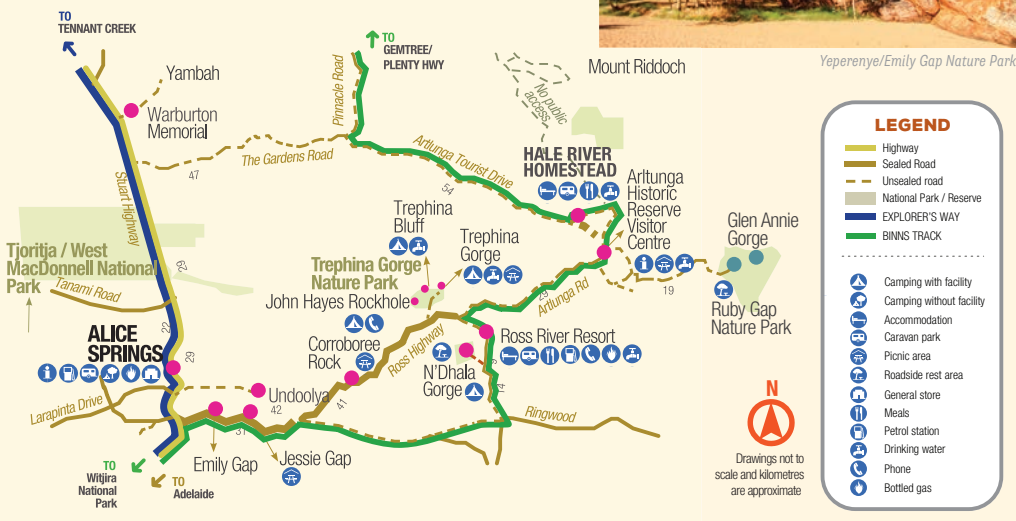 TO
TENNANT CREEK
TO
GEMTREE/
PLENTY HWY
Yeperenye/Emily Gap Nature Park
Yambah
Warburton
Memorial
Pinnacle Road
Mount Riddoch
No public
access
The Gardens Road
47
Stuart Highway
Arltunga Tourist Drive
54
HALE RIVER
HOMESTEAD
Arltunga
Historic
Reserve
Visitor
Centre
Glen Annie
Gorge
Trephina
Bluff
Trephina
Gorge
Tjoritja / West
MacDonnell National
Park
29
Tanami Road
22
Trephina Gorge
Nature Park
John Hayes Rockhole
29
Arltunga Rd
19
Ruby Gap
Nature Park
ALICE
SPRINGS
29
Corroboree
Rock
Ross Highway
Ross River Resort
9
N'Dhala
Gorge
14
Larapinta Drive
Undoolya
42
41
31
Ringwood
Emily Gap
Jessie Gap
TO
Witjira
National
Park
TO
Adelaide
N
Drawings not to
scale and kilometres
are approximate
LEGEND
Highway
Sealed Road
Unsealed road
National Park / Reserve
EXPLORER'S WAY
BINNS TRACK
Camping with facility
Camping without facility
Accommodation
Caravan park
Picnic area
Roadside rest area
General store
Meals
Petrol station
Drinking water
Phone
Bottled gas